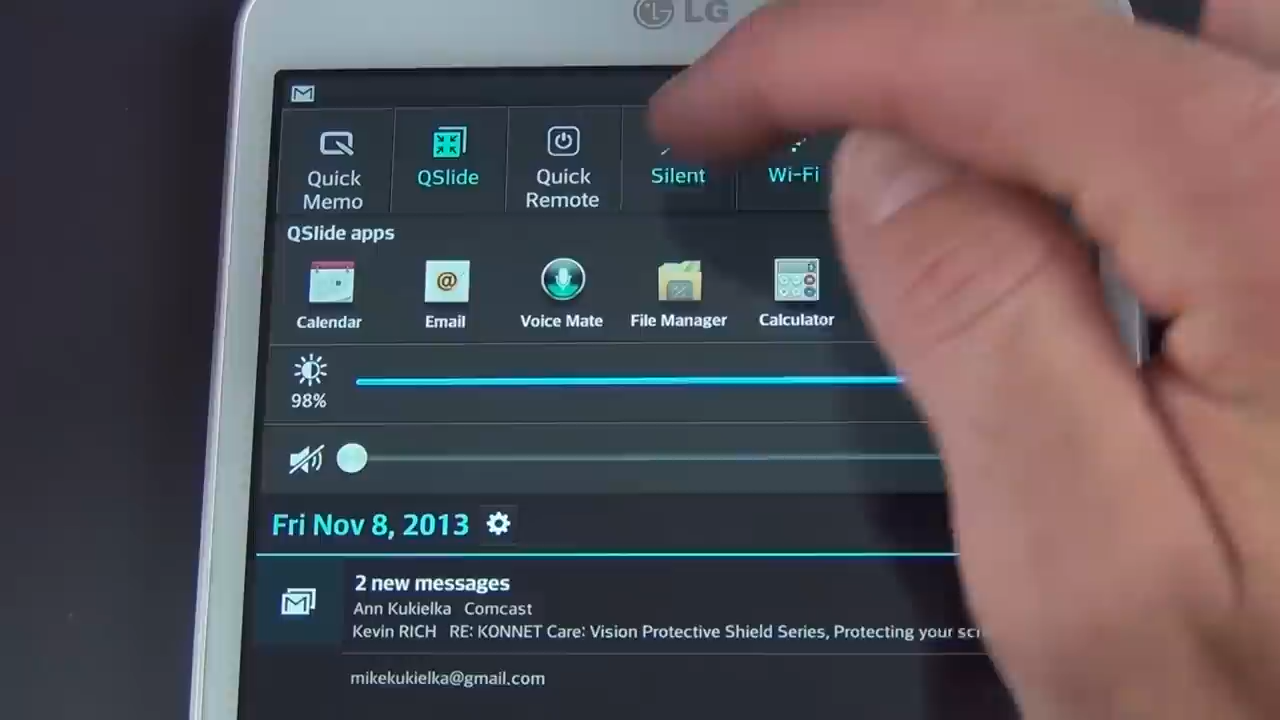 LG
Quick
Memo
QSlide
Quick
Remote
Silent
Wi-Fi
QSlide apps
Calendar
Email
Voice Mate
File Manager
Calculator
98%
Fri Nov 8, 2013
2 new messages
Ann Kukielka Comcast
Kevin RICH RE: KONNET Care: Vision Protective Shield Series, Protecting your
mikekukielka@gmail.com